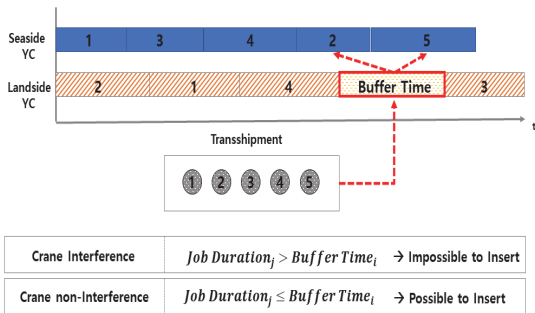 Seaside
YC
1 3 4 2 5
Landside
YC
2 1 4 Buffer Time 3
t
Transshipment
1 2 3 4 5
Crane Interference Job Duration_j > Buffer Time_i → Impossible to Insert
Crane non-Interference Job Duration_j ≤ Buffer Time_i → Possible to Insert